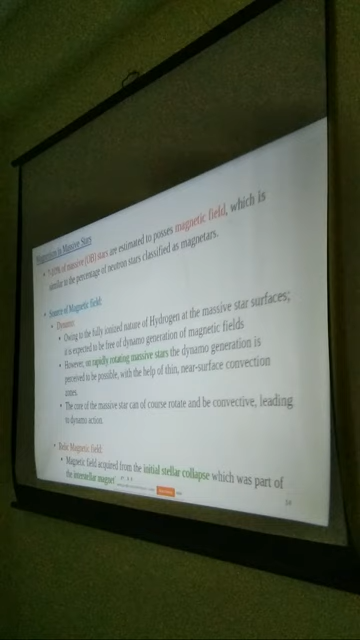 Magnetism in Massive Stars
10% of massive (OB) stars are estimated to posses magnetic field, which is
similar to the percentage of neutron stars classified as magnetars.
Source of Magnetic field:
Dynamo:
Owing to the fully ionized nature of Hydrogen at the massive star surfaces;
it is expected to be free of dynamo generation of magnetic fields
However, on rapidly rotating massive stars the dynamo generation is
perceived to be possible, with the help of thin, near-surface convection
zones.
The core of the massive star can of course rotate and be convective, leading
to dynamo action.
Relic Magnetic field:
Magnetic field acquired from the initial stellar collapse which was part of
the interstellar